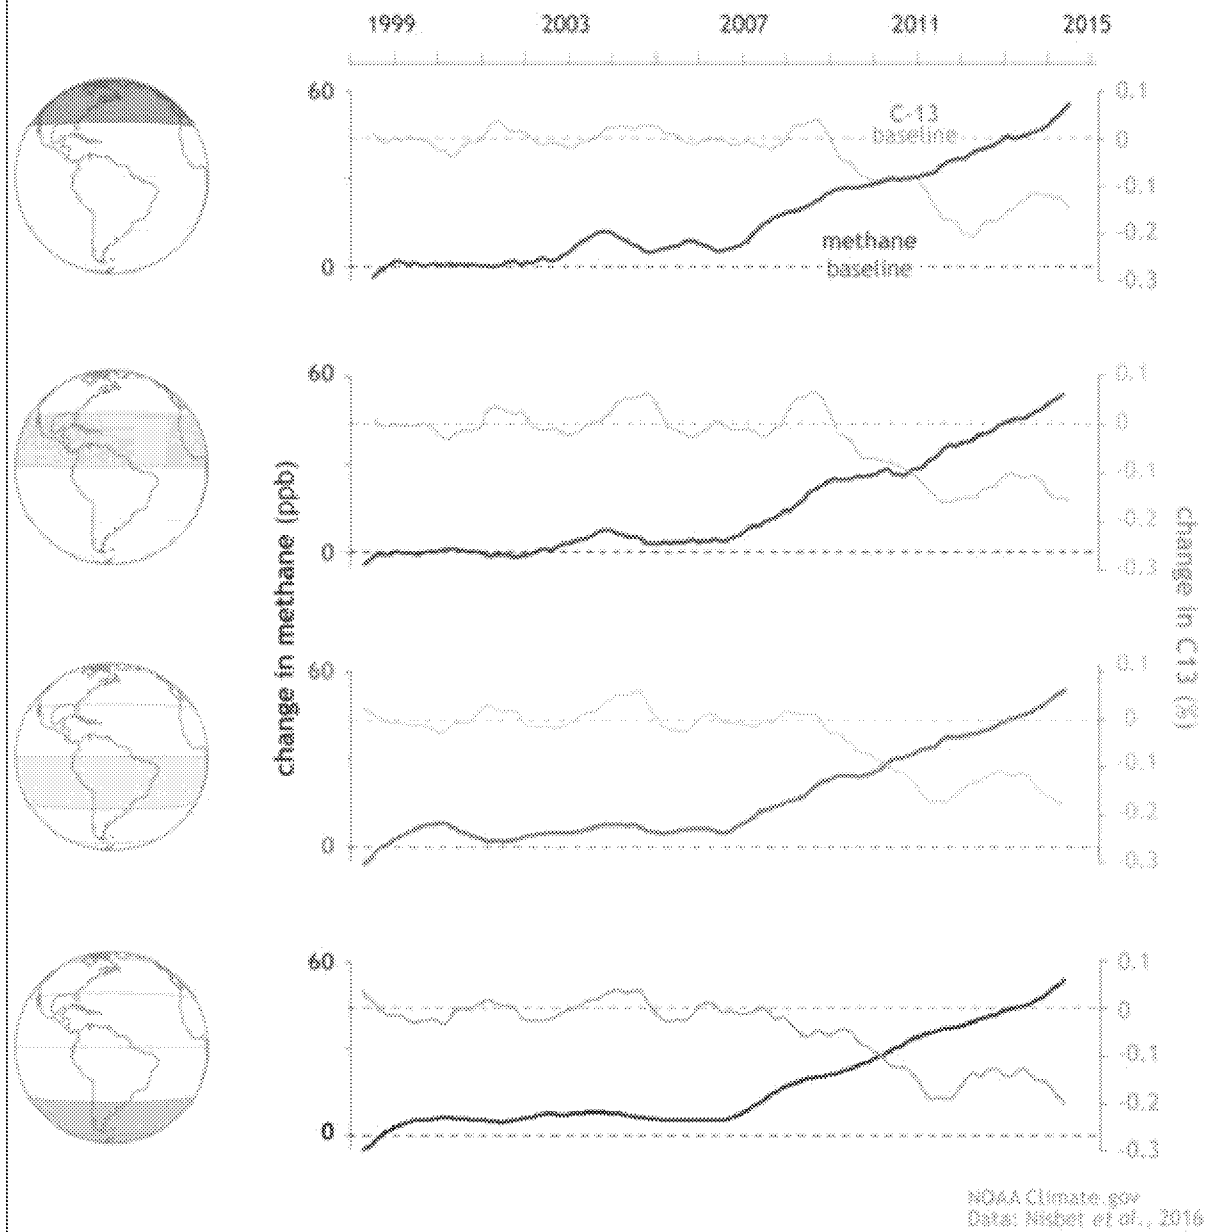 1999 2003 2007 2011 2015
60 0.1
C-13
baseline 0
-0.1
methane -0.2
0 baseline -0.3
60 0.1
0
-0.1
-0.2
0 -0.3
change in methane (ppb)
change in C13 (%)
60 0.1
0
-0.1
-0.2
0 -0.3
60 0.1
0
-0.1
-0.2
0 -0.3
NOAA Climate.gov
Data: Nisbet et al., 2016